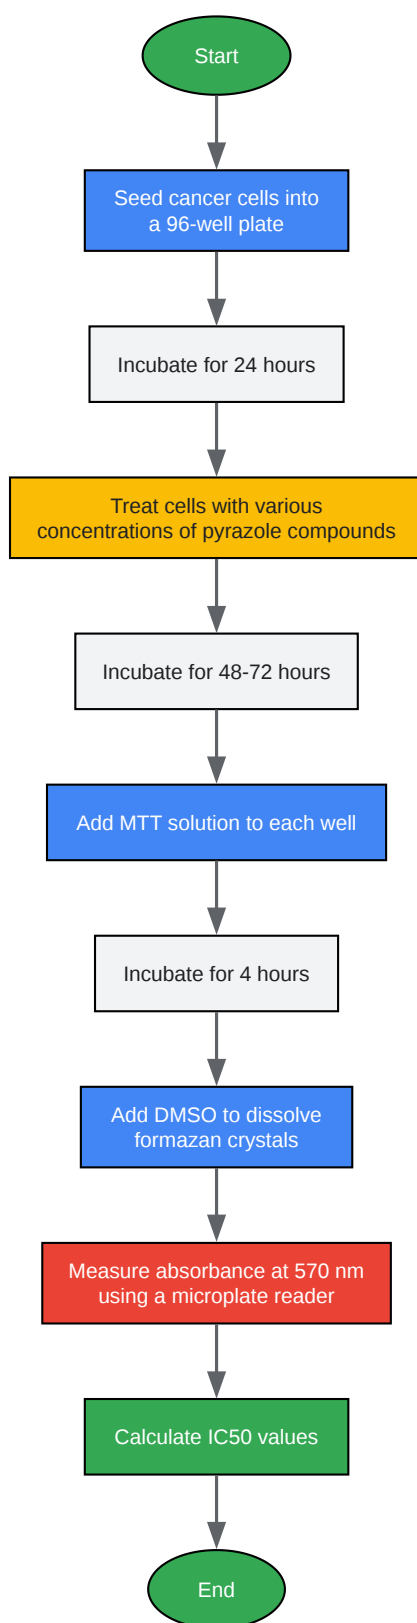 Start
Seed cancer cells into
a 96-well plate
Incubate for 24 hours
Treat cells with various
concentrations of pyrazole compounds
Incubate for 48-72 hours
Add MTT solution to each well
Incubate for 4 hours
Add DMSO to dissolve
formazan crystals
Measure absorbance at 570 nm
using a microplate reader
Calculate IC50 values
End